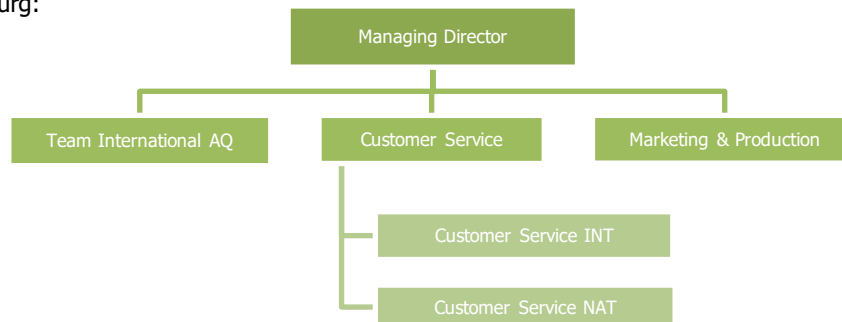 urg:
Managing Director
Team International AQ
Customer Service
Marketing & Production
Customer Service INT
Customer Service NAT